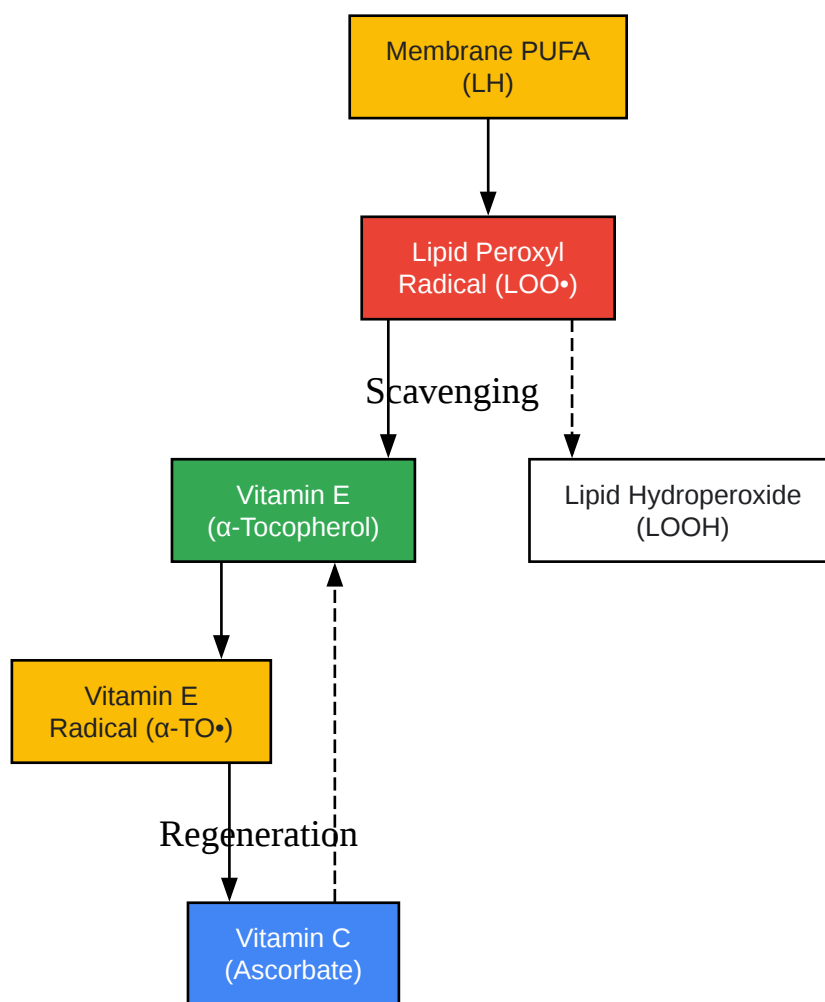 Membrane PUFA
(LH)
Lipid Peroxyl
Radical (LOO•)
Scavenging
Vitamin E
(α-Tocopherol)
Lipid Hydroperoxide
(LOOH)
Vitamin E
Radical (α-TO•)
Regeneration
Vitamin C
(Ascorbate)